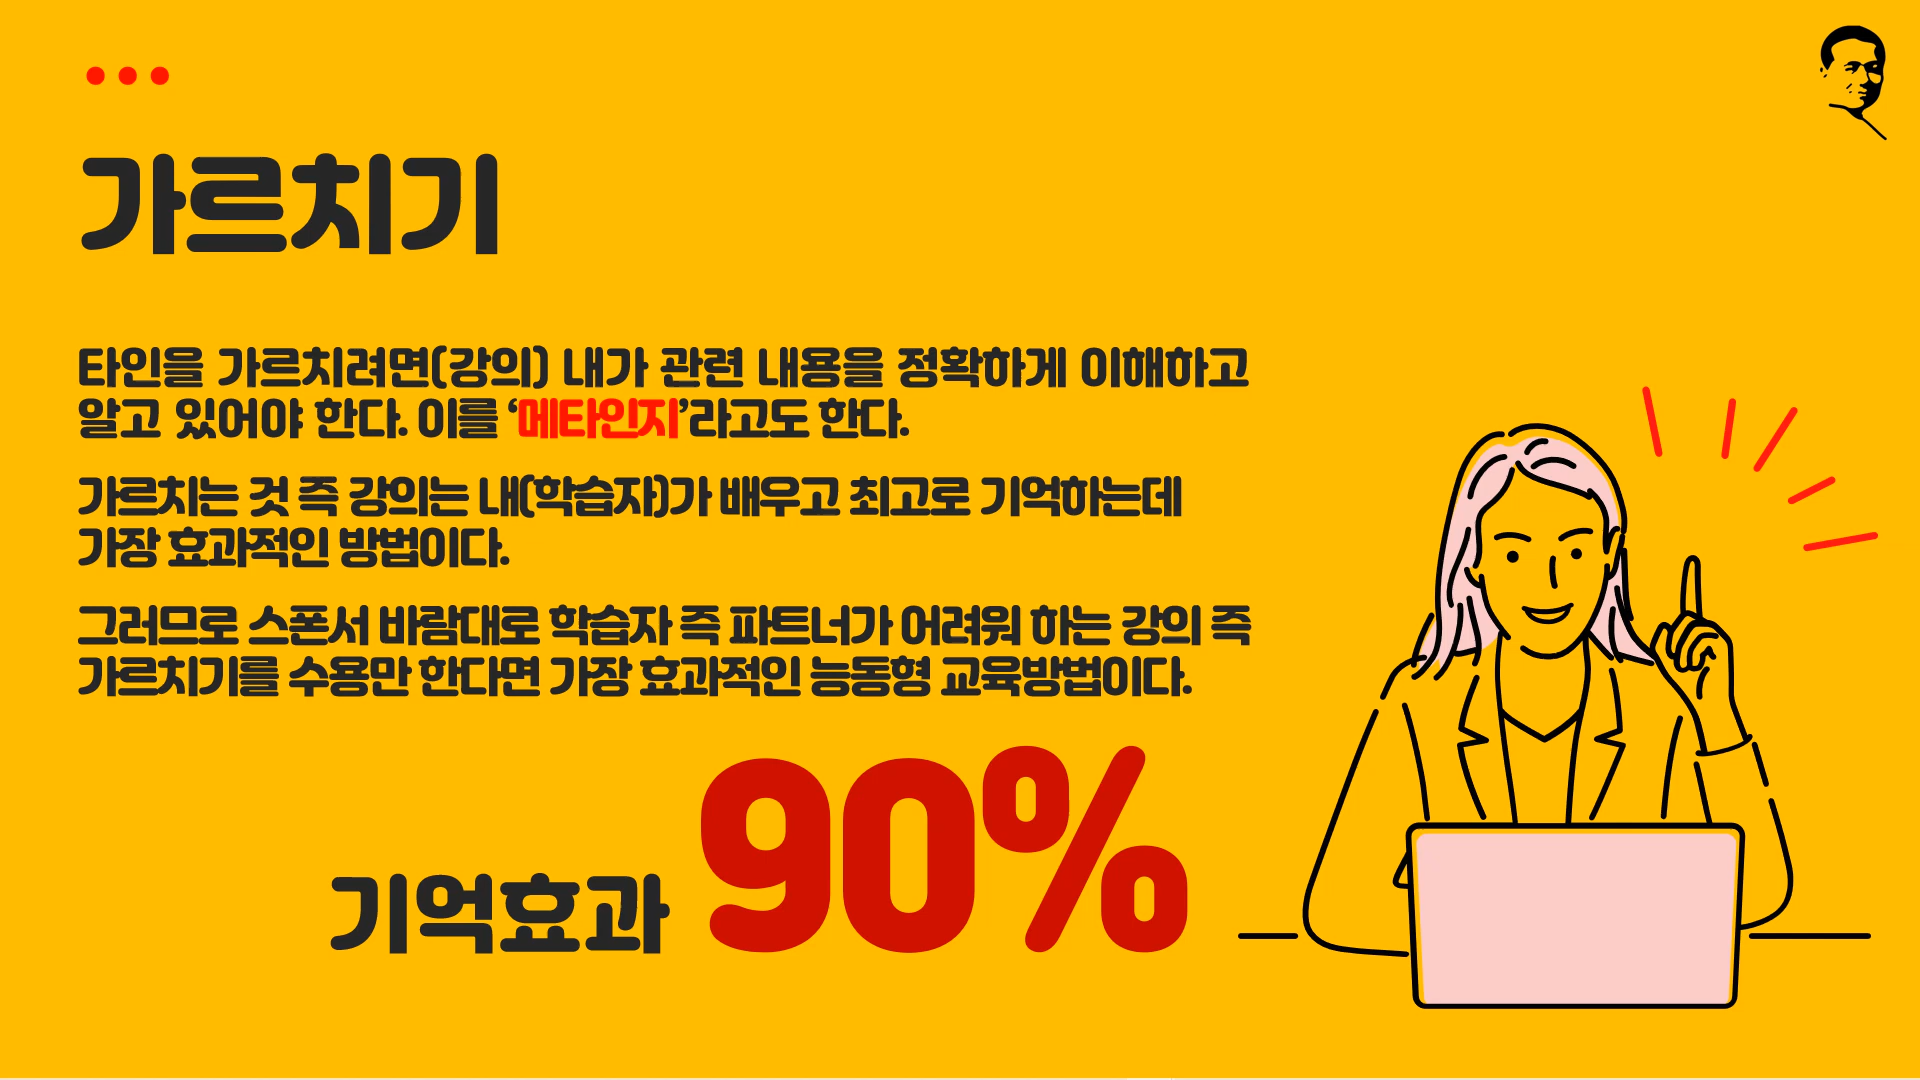 가르치기
타인을 가르치려면(강의) 내가 관련 내용을 정확하게 이해하고
알고 있어야 한다. 이를 ‘메타인지’라고도 한다.
가르치는 것 즉 강의는 내(학습자)가 배우고 최고로 기억하는데
가장 효과적인 방법이다.
그러므로 스폰서 바람대로 학습자 즉 파트너가 어려워 하는 강의 즉
가르치기를 수용만 한다면 가장 효과적인 능동형 교육방법이다.
기억효과 90%